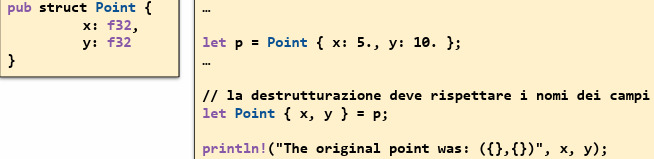 pub struct Point {
x: f32,
y: f32
}
…
let p = Point { x: 5., y: 10. };
…
// la destrutturazione deve rispettare i nomi dei campi
let Point { x, y } = p;
println!("The original point was: ({},{})", x, y);